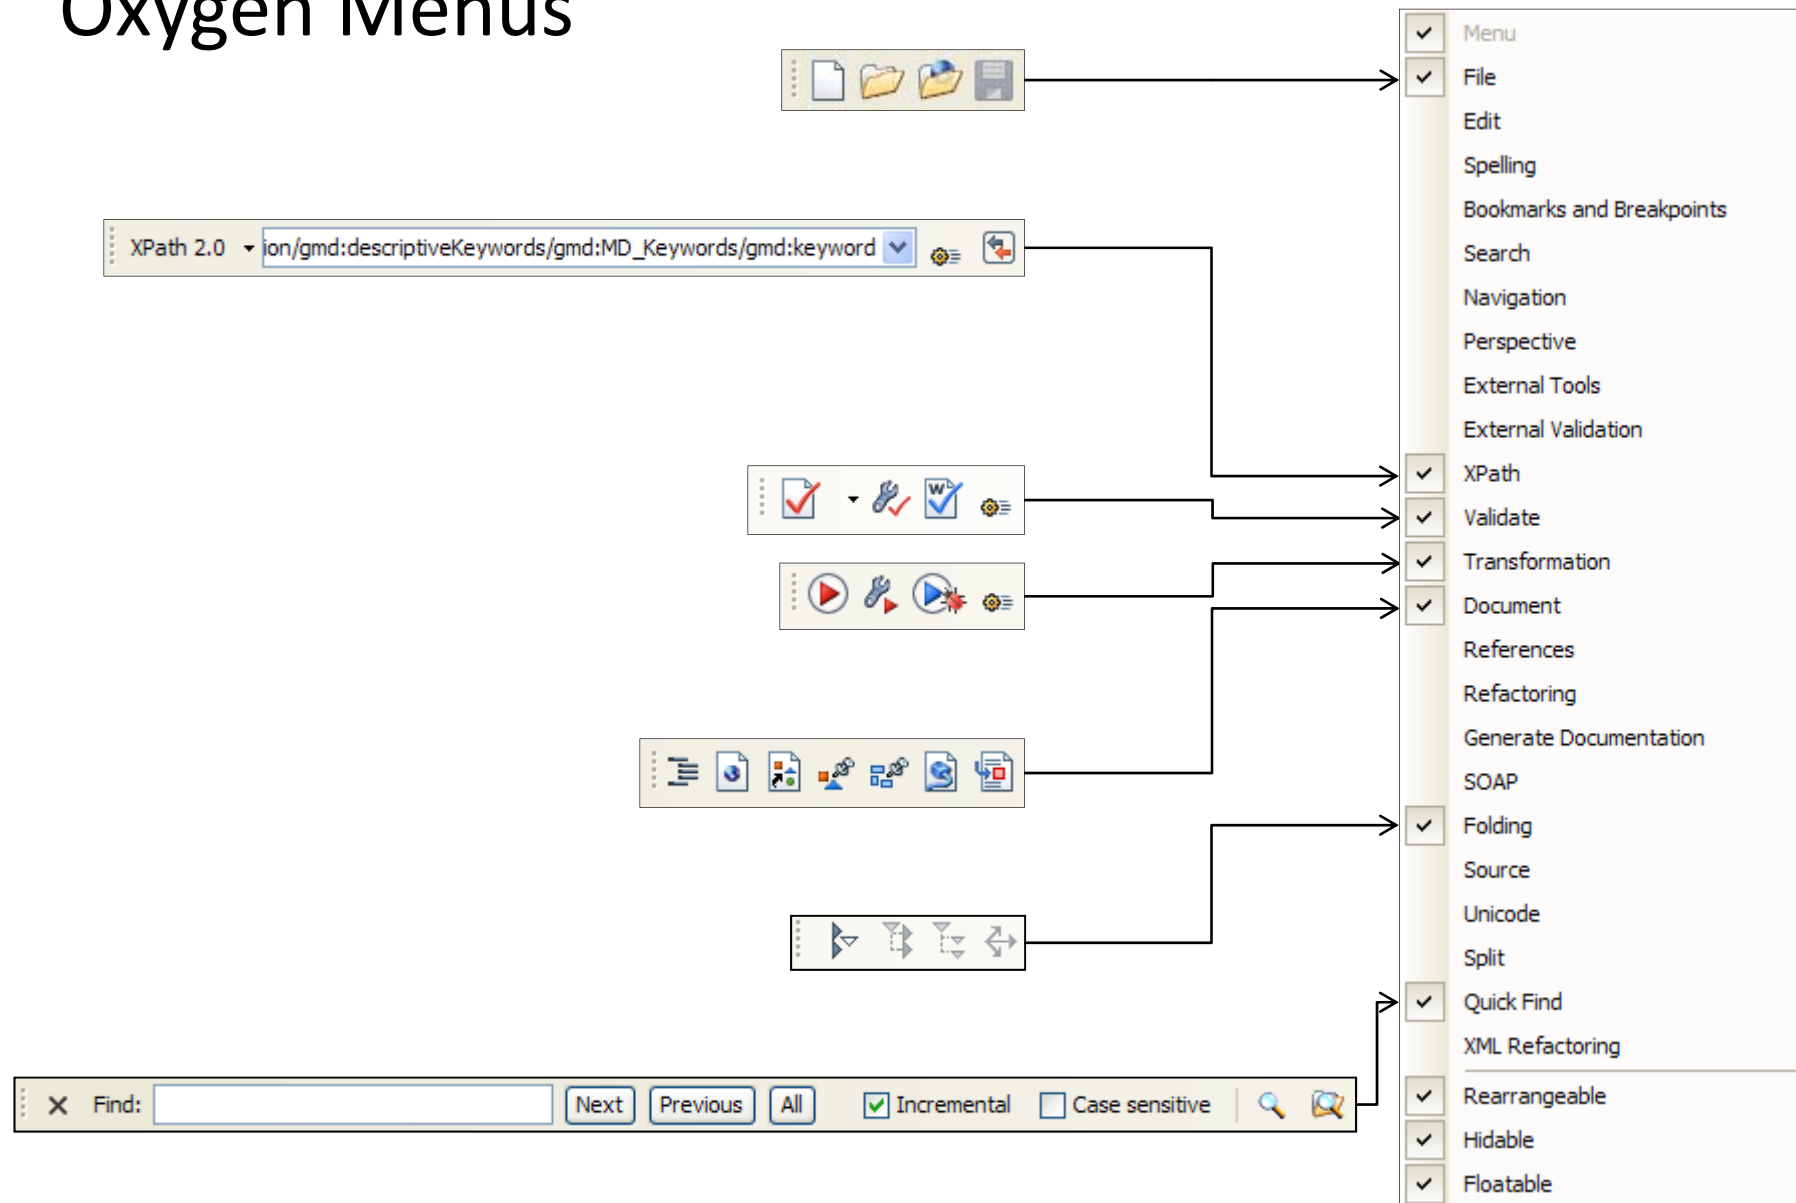 Oxygen Menus
Menu
File
Edit
Spelling
Bookmarks and Breakpoints
XPath 2.0 ion/gmd:descriptiveKeywords/gmd:MD_Keywords/gmd:keyword
Search
Navigation
Perspective
External Tools
External Validation
XPath
W
Validate
Transformation
Document
References
Refactoring
Generate Documentation
SOAP
Folding
Source
Unicode
Split
Quick Find
XML Refactoring
Find: Next Previous All Incremental Case sensitive
Rearrangeable
Hidable
Floatable